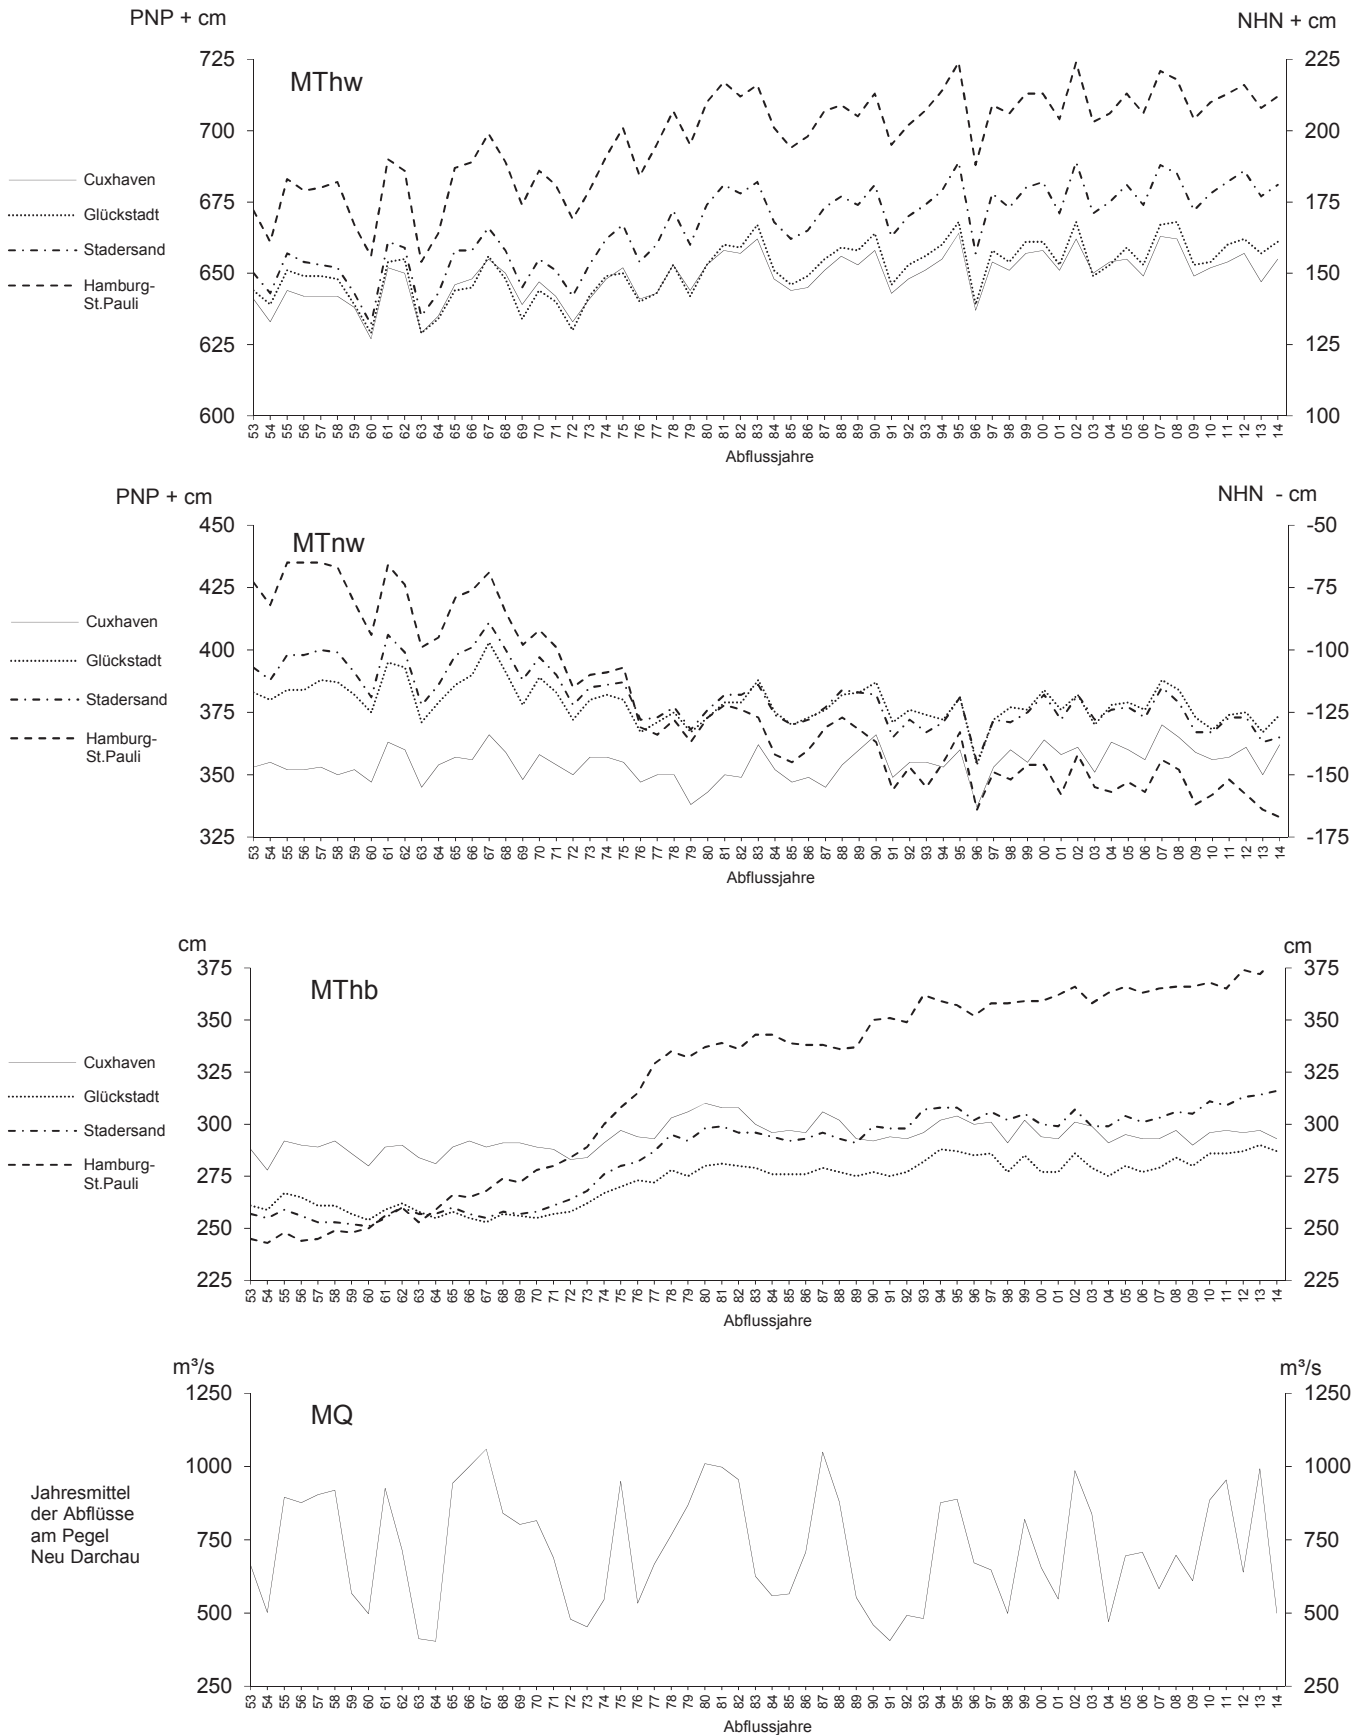 PNP + cm
NHN + cm
MThw
725
700
675
650
625
600
225
200
175
150
125
100
Cuxhaven
Glückstadt
Stadersand
Hamburg-
St.Pauli
53 54 55 56 57 58 59 60 61 62 63 64 65 66 67 68 69 70 71 72 73 74 75 76 77 78 79 80 81 82 83 84 85 86 87 88 89 90 91 92 93 94 95 96 97 98 99 00 01 02 03 04 05 06 07 08 09 10 11 12 13 14
Abflussjahre
PNP + cm
NHN - cm
MTnw
450
425
400
375
350
325
-50
-75
-100
-125
-150
-175
Cuxhaven
Glückstadt
Stadersand
Hamburg-
St.Pauli
53 54 55 56 57 58 59 60 61 62 63 64 65 66 67 68 69 70 71 72 73 74 75 76 77 78 79 80 81 82 83 84 85 86 87 88 89 90 91 92 93 94 95 96 97 98 99 00 01 02 03 04 05 06 07 08 09 10 11 12 13 14
Abflussjahre
cm
cm
MThb
375
350
325
300
275
250
225
375
350
325
300
275
250
225
Cuxhaven
Glückstadt
Stadersand
Hamburg-
St.Pauli
53 54 55 56 57 58 59 60 61 62 63 64 65 66 67 68 69 70 71 72 73 74 75 76 77 78 79 80 81 82 83 84 85 86 87 88 89 90 91 92 93 94 95 96 97 98 99 00 01 02 03 04 05 06 07 08 09 10 11 12 13 14
Abflussjahre
m³/s
m³/s
MQ
1250
1000
750
500
250
1250
1000
750
500
250
Jahresmittel
der Abflüsse
am Pegel
Neu Darchau
53 54 55 56 57 58 59 60 61 62 63 64 65 66 67 68 69 70 71 72 73 74 75 76 77 78 79 80 81 82 83 84 85 86 87 88 89 90 91 92 93 94 95 96 97 98 99 00 01 02 03 04 05 06 07 08 09 10 11 12 13 14
Abflussjahre